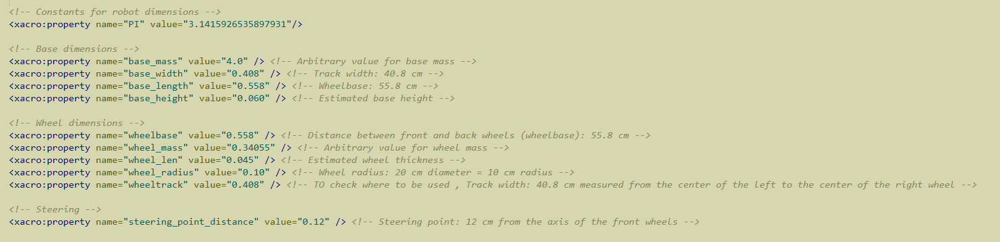 <!-- Constants for robot dimensions -->
<xacro:property name="PI" value="3.1415926535897931"/>
<!-- Base dimensions -->
<xacro:property name="base_mass" value="4.0" /> <!-- Arbitrary value for base mass -->
<xacro:property name="base_width" value="0.408" /> <!-- Track width: 40.8 cm -->
<xacro:property name="base_length" value="0.558" /> <!-- Wheelbase: 55.8 cm -->
<xacro:property name="base_height" value="0.060" /> <!-- Estimated base height -->
<!-- Wheel dimensions -->
<xacro:property name="wheelbase" value="0.558" /> <!-- Distance between front and back wheels (wheelbase): 55.8 cm -->
<xacro:property name="wheel_mass" value="0.34055" /> <!-- Arbitrary value for wheel mass -->
<xacro:property name="wheel_len" value="0.045" /> <!-- Estimated wheel thickness -->
<xacro:property name="wheel_radius" value="0.10" /> <!-- Wheel radius: 20 cm diameter = 10 cm radius -->
<xacro:property name="wheeltrack" value="0.408" /> <!-- TO check where to be used , Track width: 40.8 cm measured from the center of the left to the center of the right wheel -->
<!-- Steering -->
<xacro:property name="steering_point_distance" value="0.12" /> <!-- Steering point: 12 cm from the axis of the front wheels -->